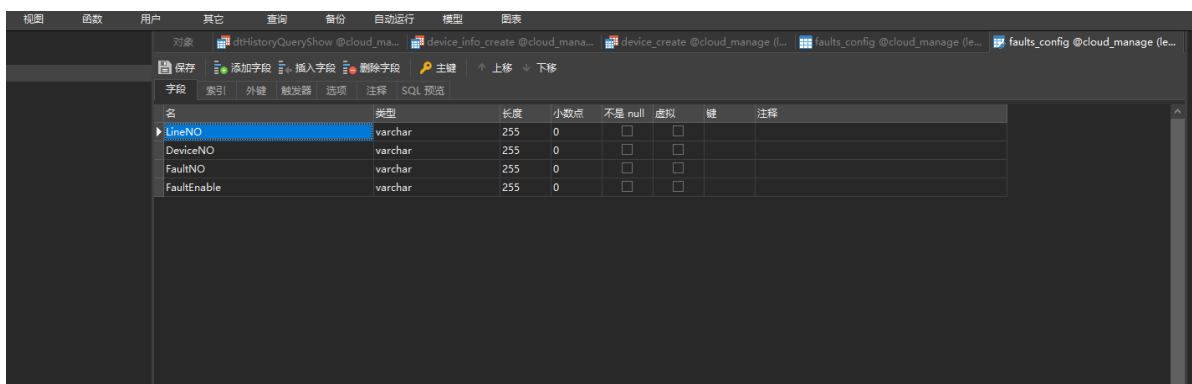 视图 函数 用户 其它 查询 备份 自动运行 模型 图表
对象 dtHistoryQueryShow @cloud_ma... device_info_create @cloud_mana... device_create @cloud_manage (l... faults_config @cloud_manage (le... faults_config @cloud_manage (le...
保存 添加字段 插入字段 删除字段 主键 ↑ 上移 ↓ 下移
字段 索引 外键 触发器 选项 注释 SQL 预览
名 类型 长度 小数点 不是 null 虚拟 键 注释
LineNO varchar 255 0
DeviceNO varchar 255 0
FaultNO varchar 255 0
FaultEnable varchar 255 0